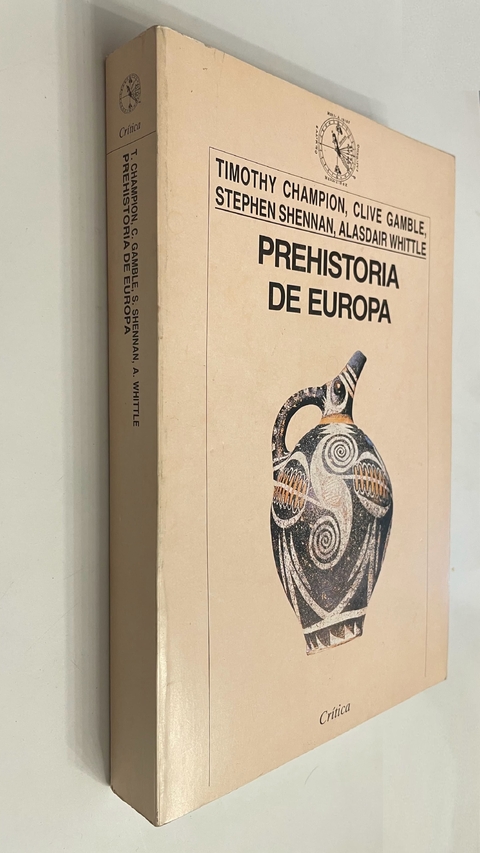 Crítica
T. CHAMPION, C. GAMBLE, S. SHENNAN, A. WHITTLE
PREHISTORIA DE EUROPA
TIMOTHY CHAMPION, CLIVE GAMBLE,
STEPHEN SHENNAN, ALASDAIR WHITTLE
PREHISTORIA
DE EUROPA
Crítica